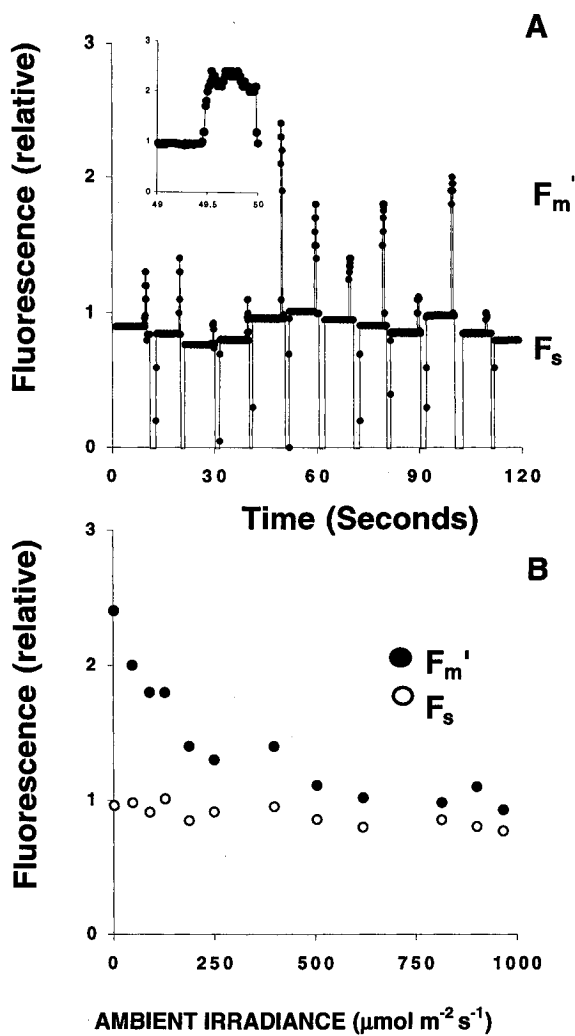 A
Fluorescence (relative)
3
2
1
0
3
2
1
0
49
49.5
50
Fm'
Fs
0
30
60
90
120
Time (Seconds)
B
Fluorescence (relative)
3
2
1
0
Fm'
Fs
0
250
500
750
1000
AMBIENT IRRADIANCE (μmol m-2 s-1)